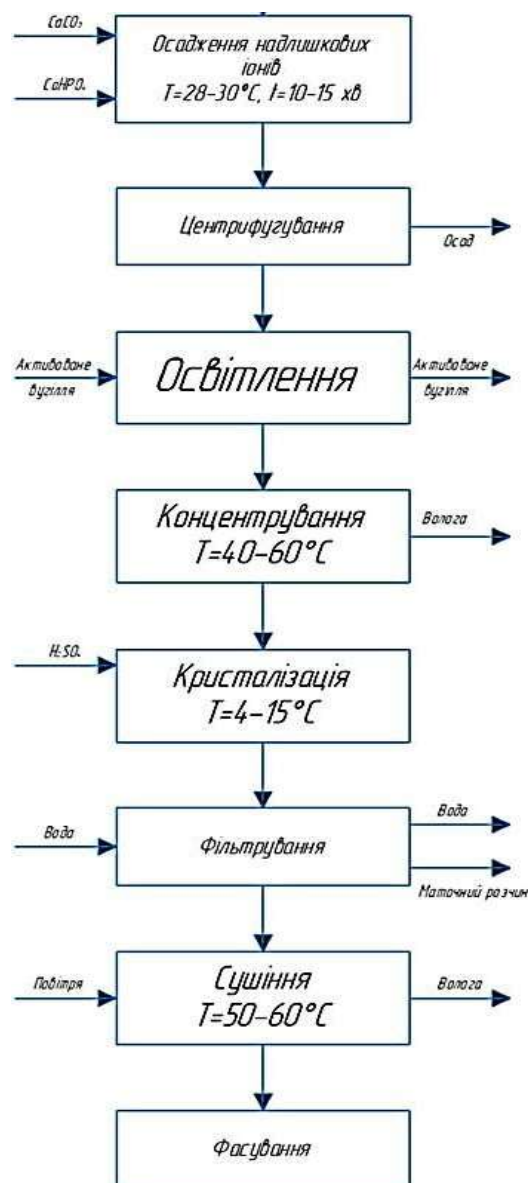 CaCO₃
Осадження надлишкових
іонів
T=28-30°C, t=10-15 хв
CaHPO₄
Центрифугування
Осад
Активоване
вугілля
Освітлення
Активоване
вугілля
Концентрування
T=40-60°C
Волога
H₂SO₄
Кристалізація
T=4-15°C
Вода
Фільтрування
Вода
Маточний розчин
Повітря
Сушіння
T=50-60°C
Волога
Фасування